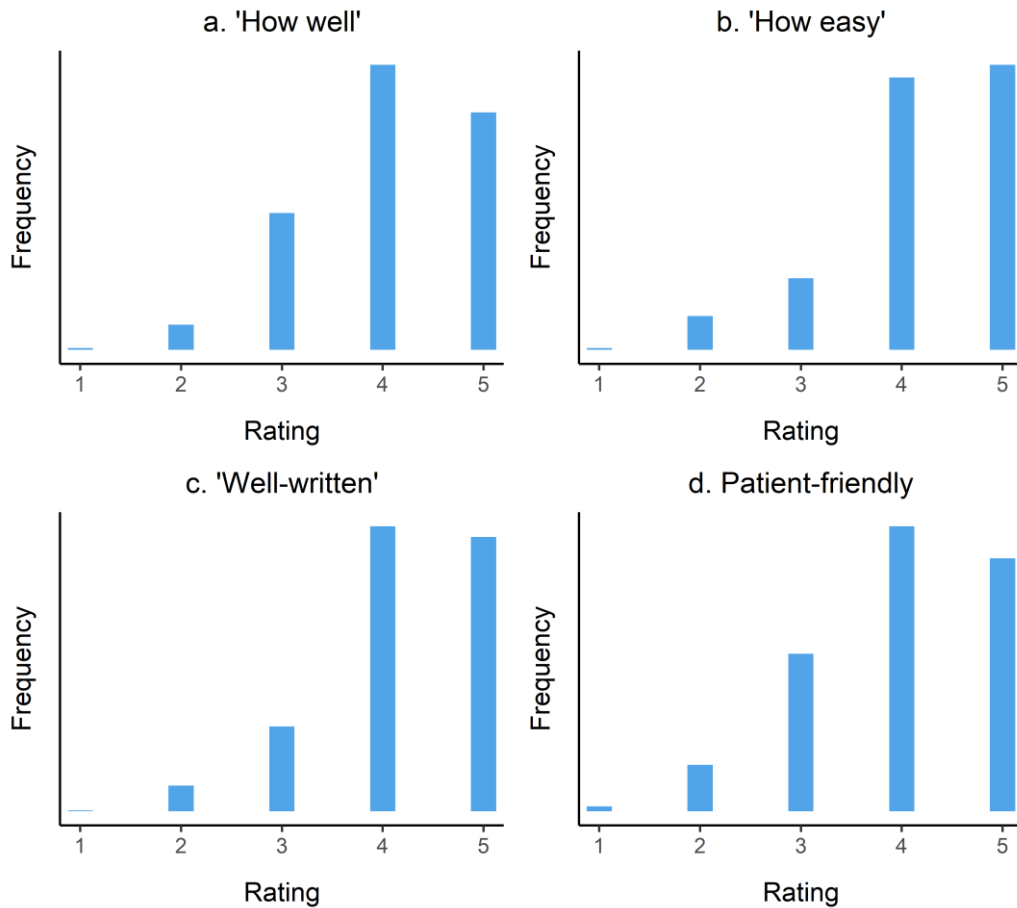 a. 'How well'
Frequency
1 2 3 4 5
Rating
b. 'How easy'
Frequency
1 2 3 4 5
Rating
c. 'Well-written'
Frequency
1 2 3 4 5
Rating
d. Patient-friendly
Frequency
1 2 3 4 5
Rating